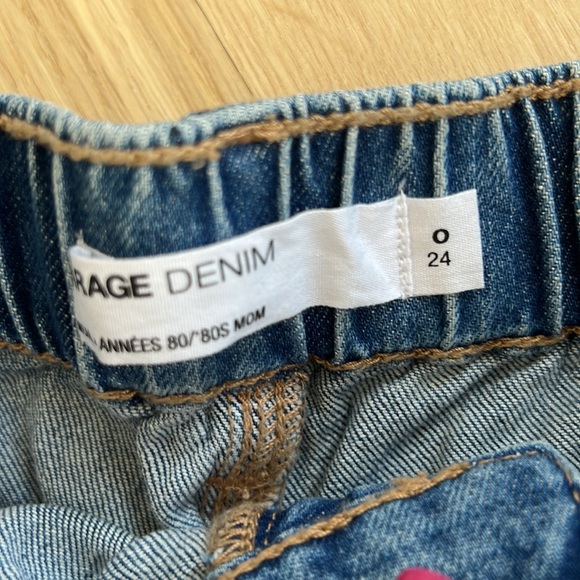 RAGE DENIM
ANNÉES 80/'80S MOM
0
24